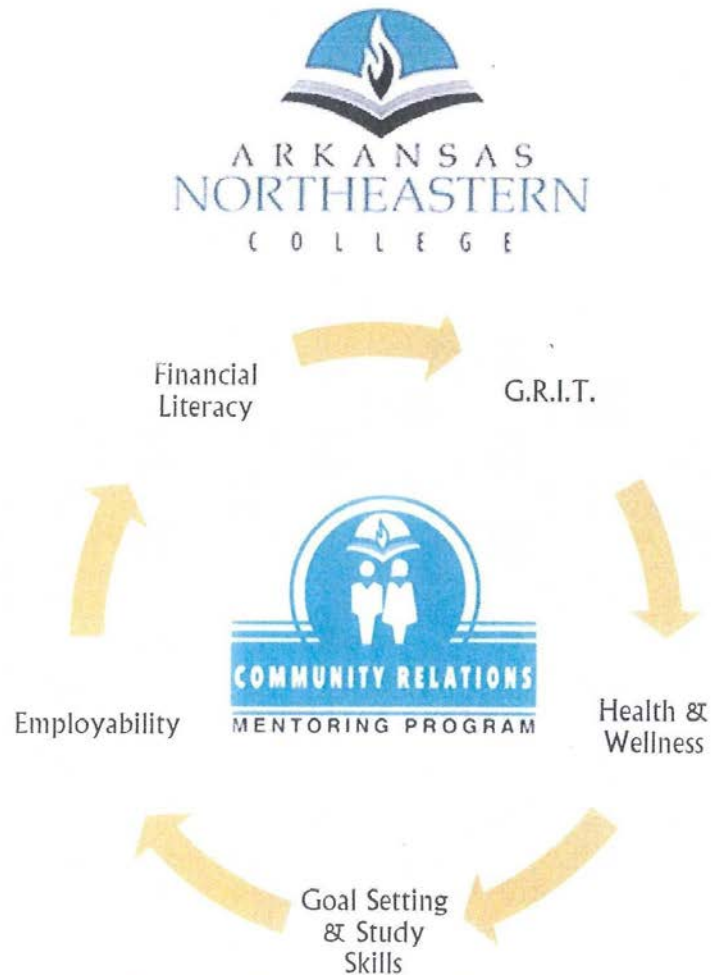 ARKANSAS
NORTHEASTERN
COLLEGE
Financial
Literacy
G.R.I.T.
COMMUNITY RELATIONS
MENTORING PROGRAM
Employability
Health &
Wellness
Goal Setting
& Study
Skills